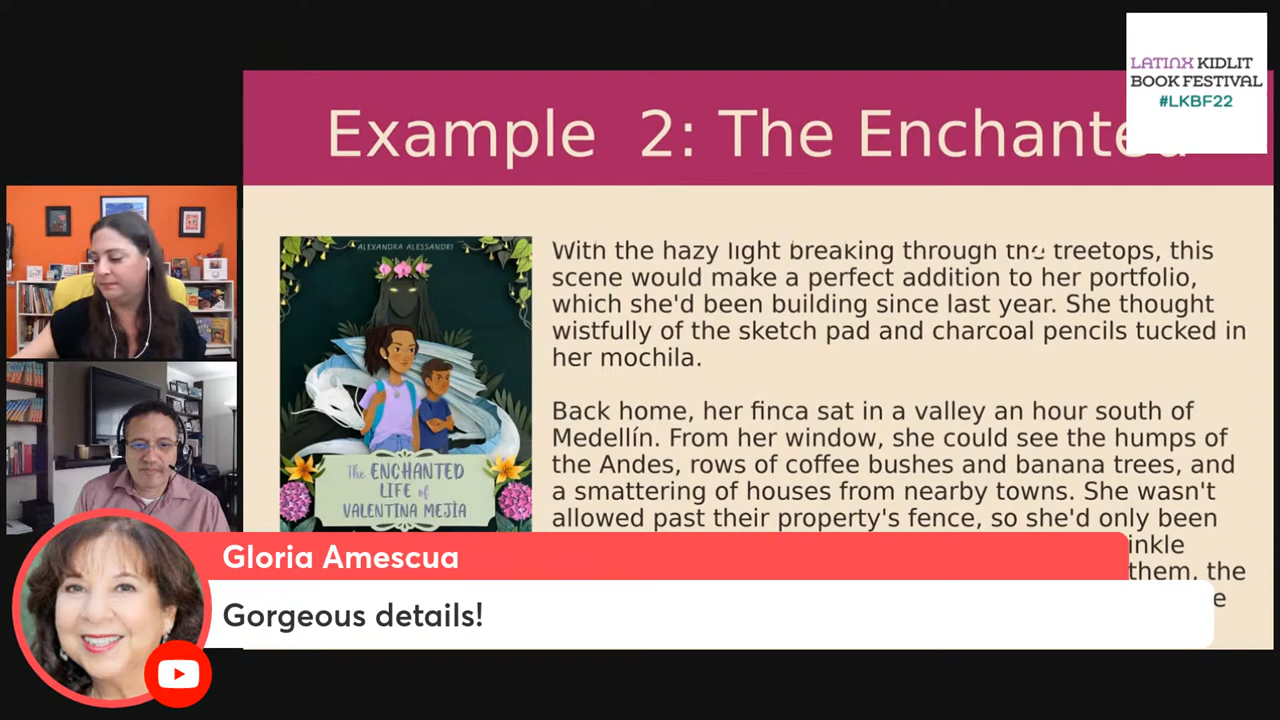 LATINX KIDLIT
BOOK FESTIVAL
#LKBF22
Example 2: The Enchanted
ALEXANDRA ALESSANDRI
The ENCHANTED
LIFE of
VALENTINA MEJÍA
With the hazy light breaking through the treetops, this
scene would make a perfect addition to her portfolio,
which she'd been building since last year. She thought
wistfully of the sketch pad and charcoal pencils tucked in
her mochila.
Back home, her finca sat in a valley an hour south of
Medellín. From her window, she could see the humps of
the Andes, rows of coffee bushes and banana trees, and
a smattering of houses from nearby towns. She wasn't
allowed past their property's fence, so she'd only been
inkle
them, the
e
Gloria Amescua
Gorgeous details!